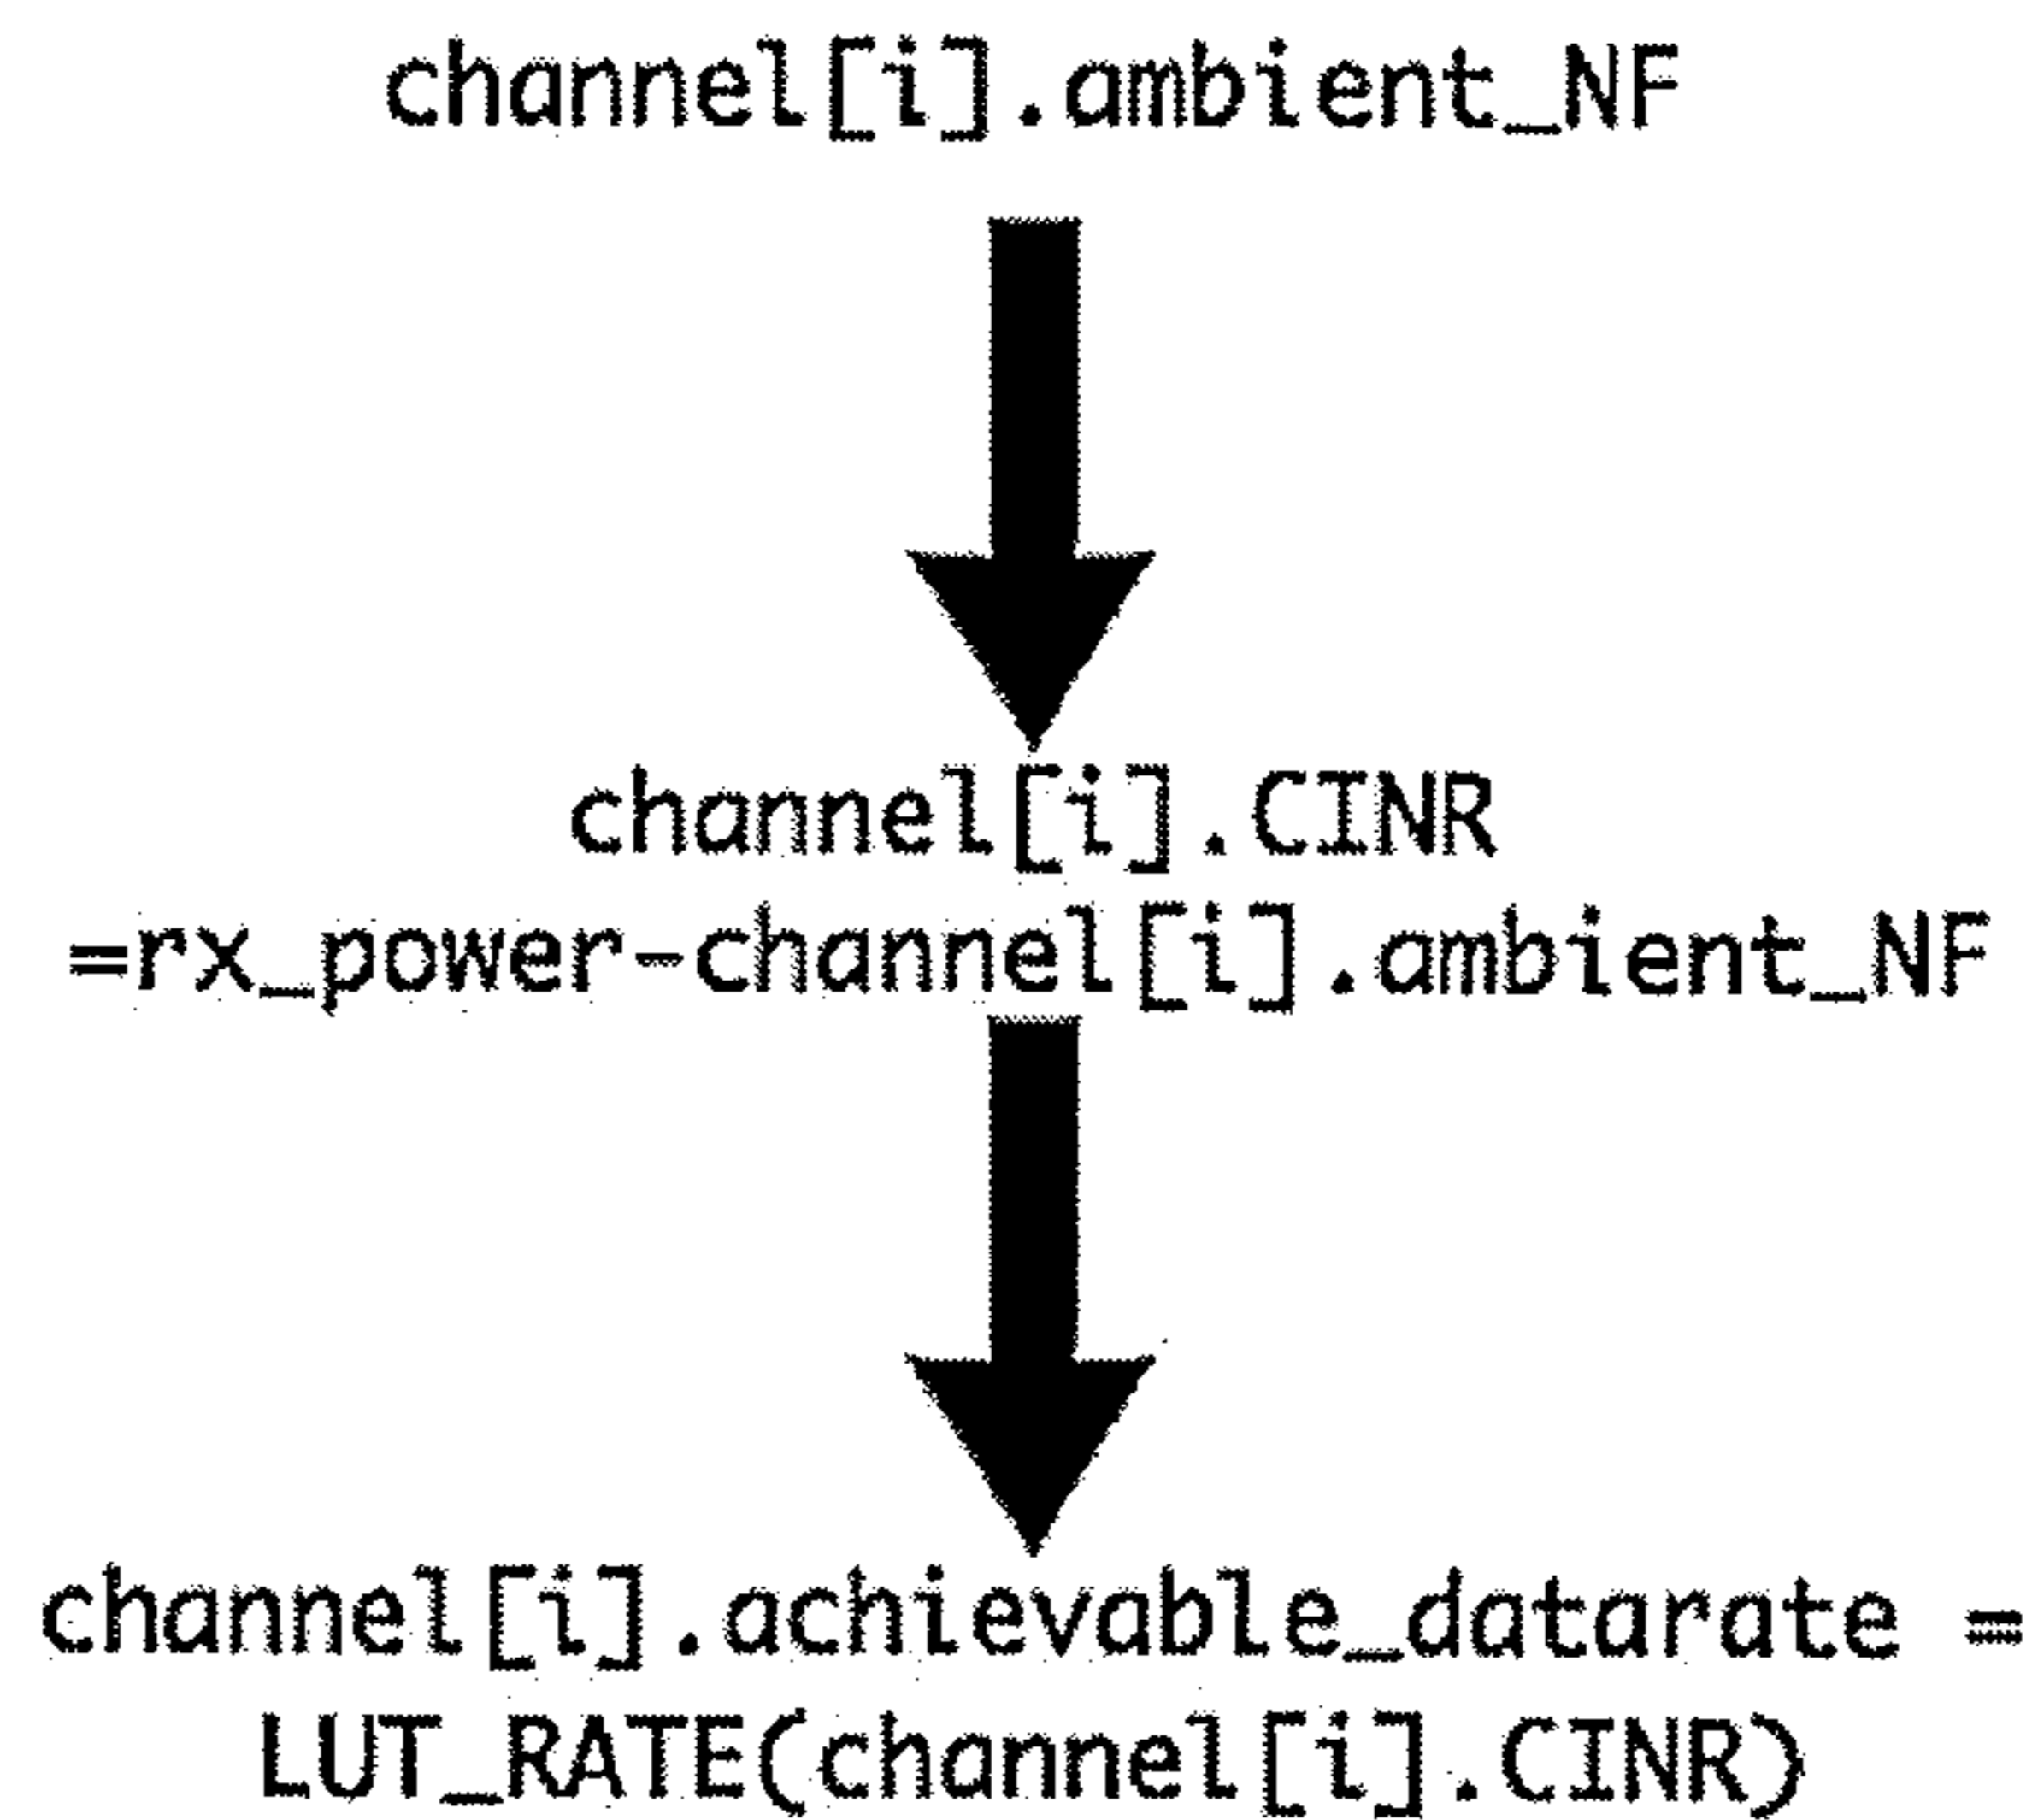 channel[i].ambient_NF
channel[i].CINR
=rx_power-channel[i].ambient_NF
channel[i].achievable_datarate =
LUT_RATE(channel[i].CINR)